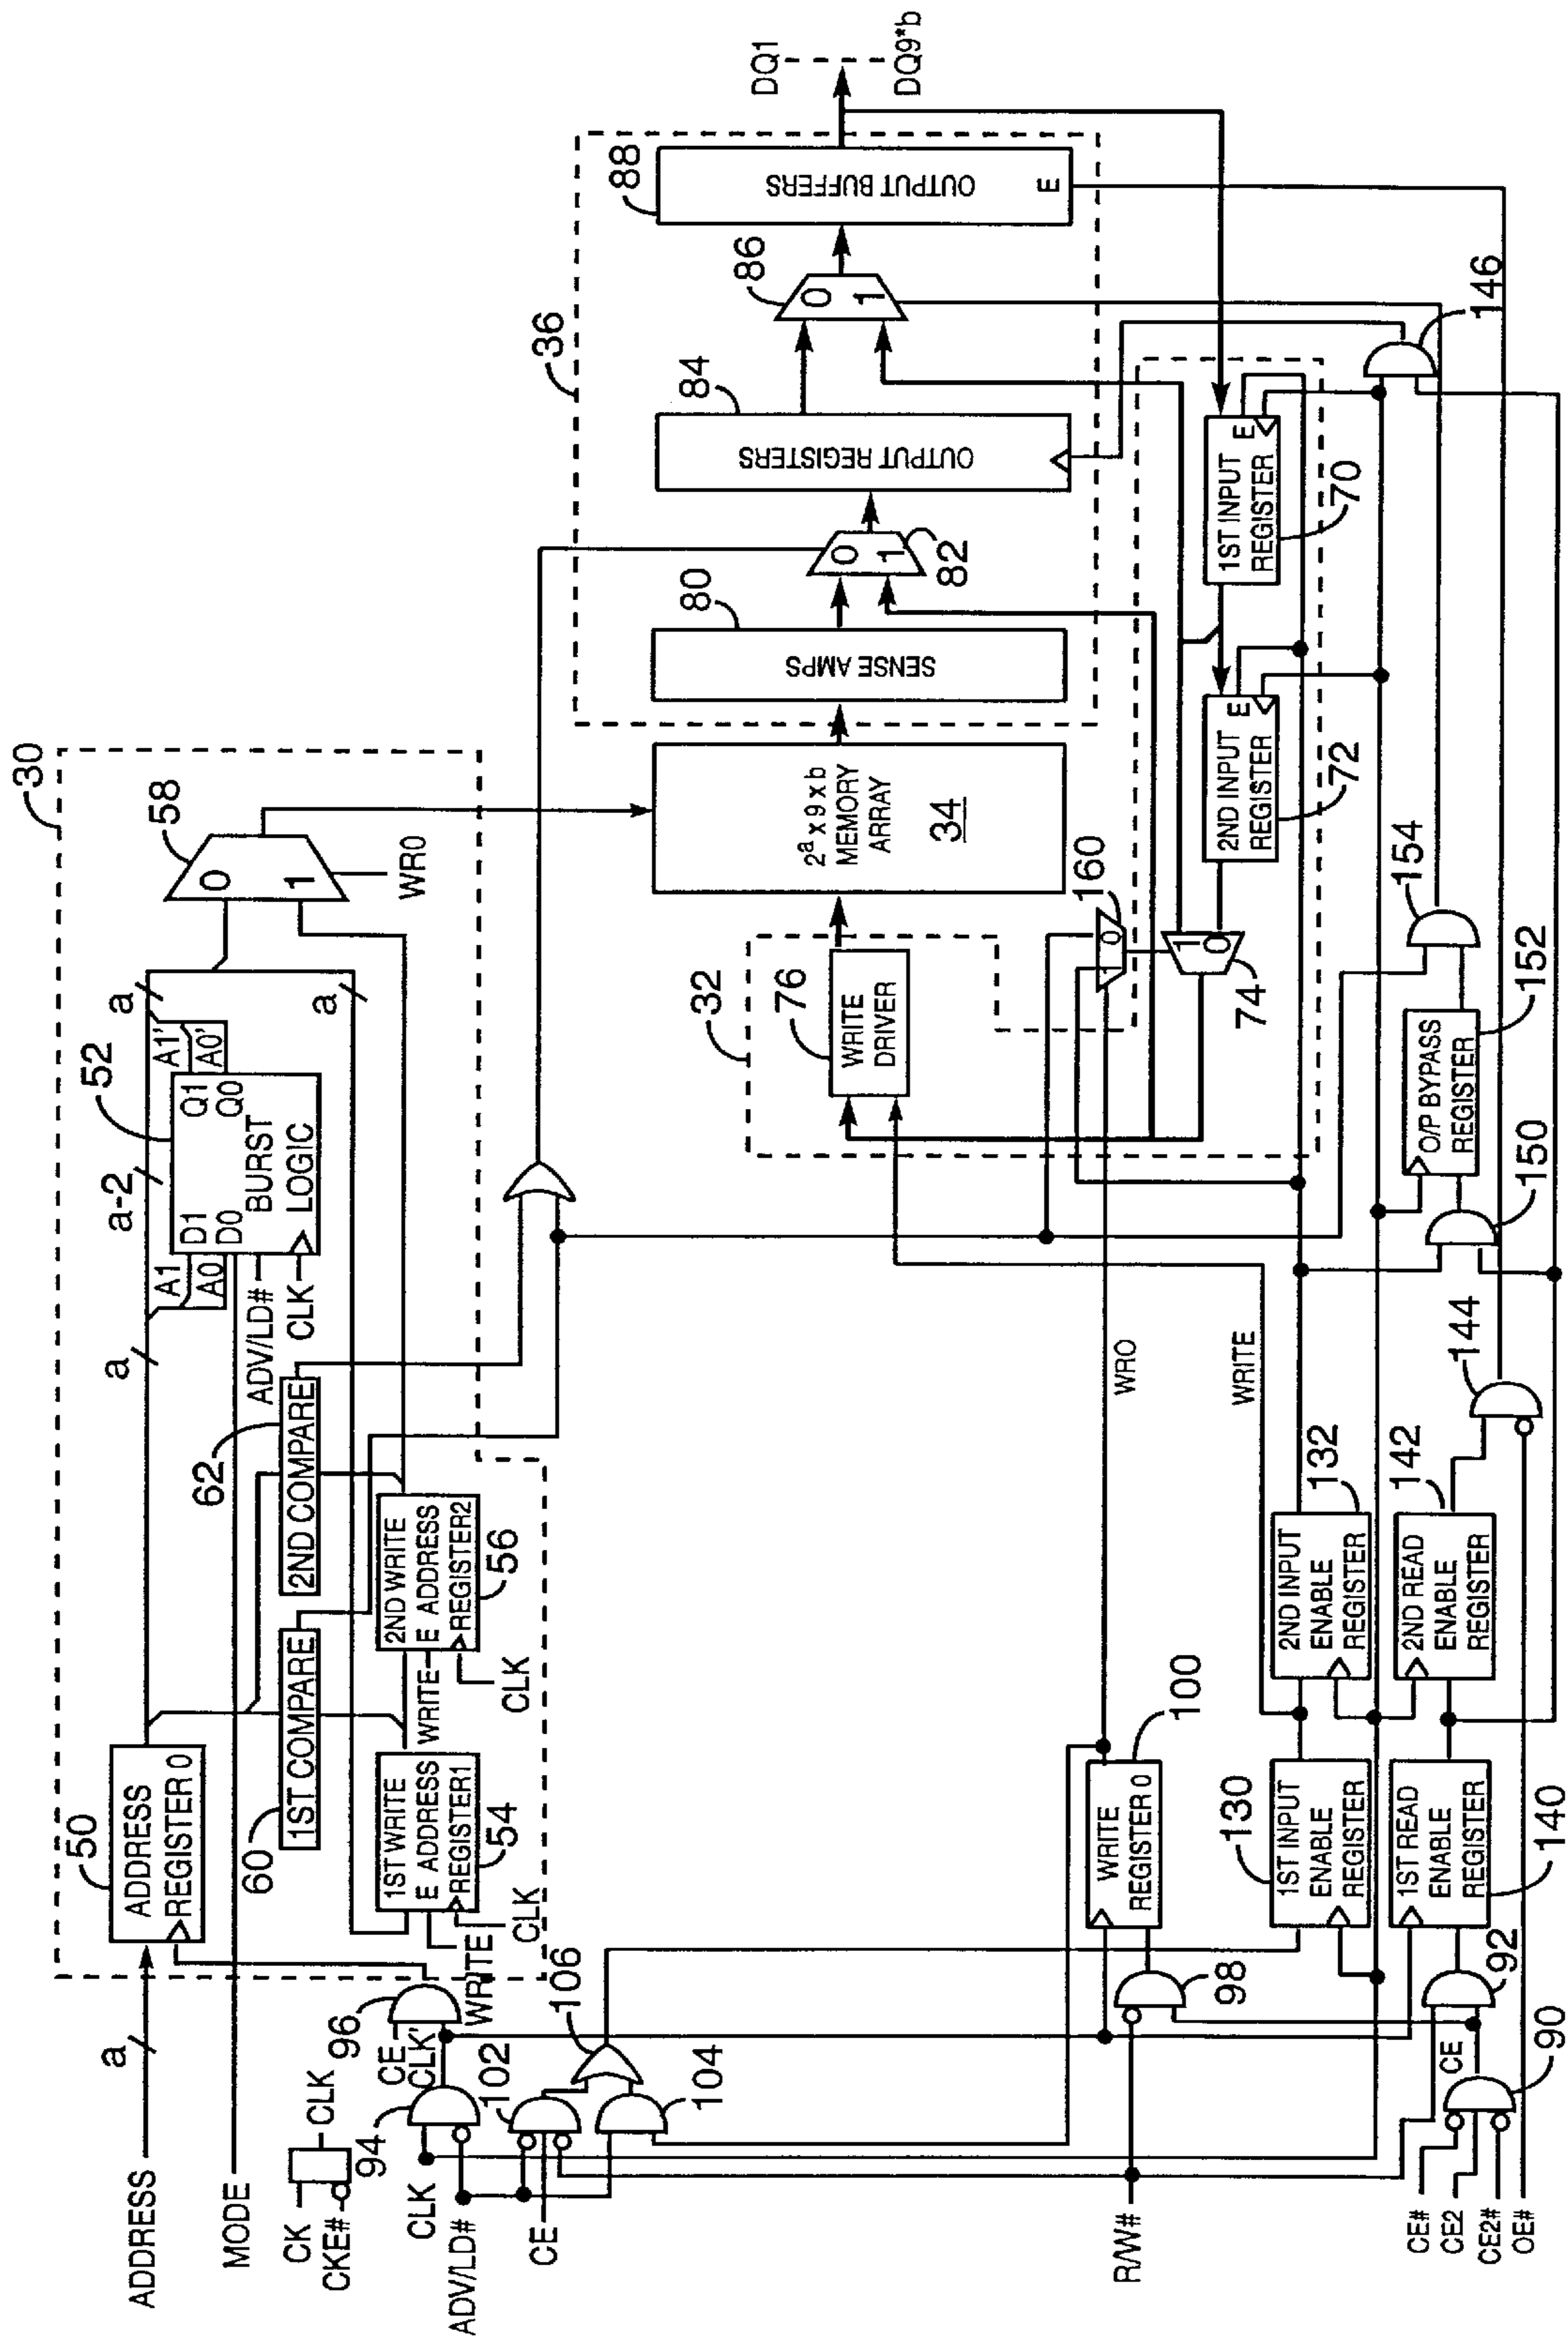 ADDRESS
MODE
CK
CKE#
CLK
CLK
ADV/LD#
CE
R/W#
CE#
CE2
CE2#
OE#
a
50
ADDRESS
REGISTER 0
60
1ST COMPARE
62
2ND COMPARE
1ST WRITE
E ADDRESS
REGISTER1
54
WRITE
CLK
2ND WRITE
E ADDRESS
REGISTER2
56
WRITE
CLK
a
a-2
a
a
A1
A0
D1
D0
Q1
Q0
A1'
A0'
BURST
LOGIC
52
ADV/LD#
CLK
0
1
58
WR0
30
94
96
CE
CLK'
102
104
106
98
WRITE
REGISTER 0
100
WRO
WRITE
1ST INPUT
ENABLE
REGISTER
130
2ND INPUT
ENABLE
REGISTER
132
1ST READ
ENABLE
REGISTER
140
2ND READ
ENABLE
REGISTER
142
CE
90
92
144
150
O/P BYPASS
REGISTER
152
154
146
32
76
WRITE
DRIVER
160
1
0
1
0
74
2ª x 9 x b
MEMORY
ARRAY
34
36
80
SENSE AMPS
0
1
82
84
OUTPUT REGISTERS
86
0
1
88
OUTPUT BUFFERS
E
2ND INPUT
REGISTER
E
72
1ST INPUT
REGISTER
E
70
DQ1
DQ9*b